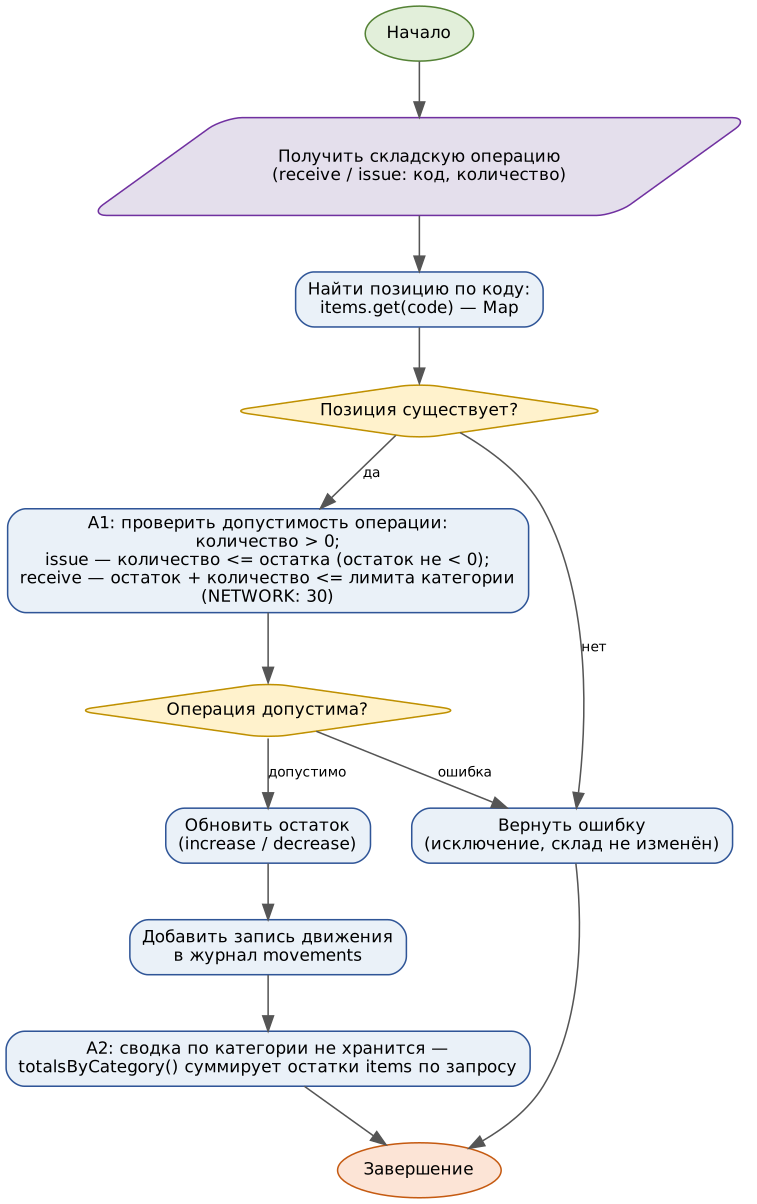 Начало
Получить складскую операцию
(receive / issue: код, количество)
Найти позицию по коду:
items.get(code) — Map
Позиция существует?
да
A1: проверить допустимость операции:
количество > 0;
issue — количество <= остатка (остаток не < 0);
receive — остаток + количество <= лимита категории
(NETWORK: 30)
нет
Операция допустима?
допустимо
ошибка
Обновить остаток
(increase / decrease)
Вернуть ошибку
(исключение, склад не изменён)
Добавить запись движения
в журнал movements
A2: сводка по категории не хранится —
totalsByCategory() суммирует остатки items по запросу
Завершение